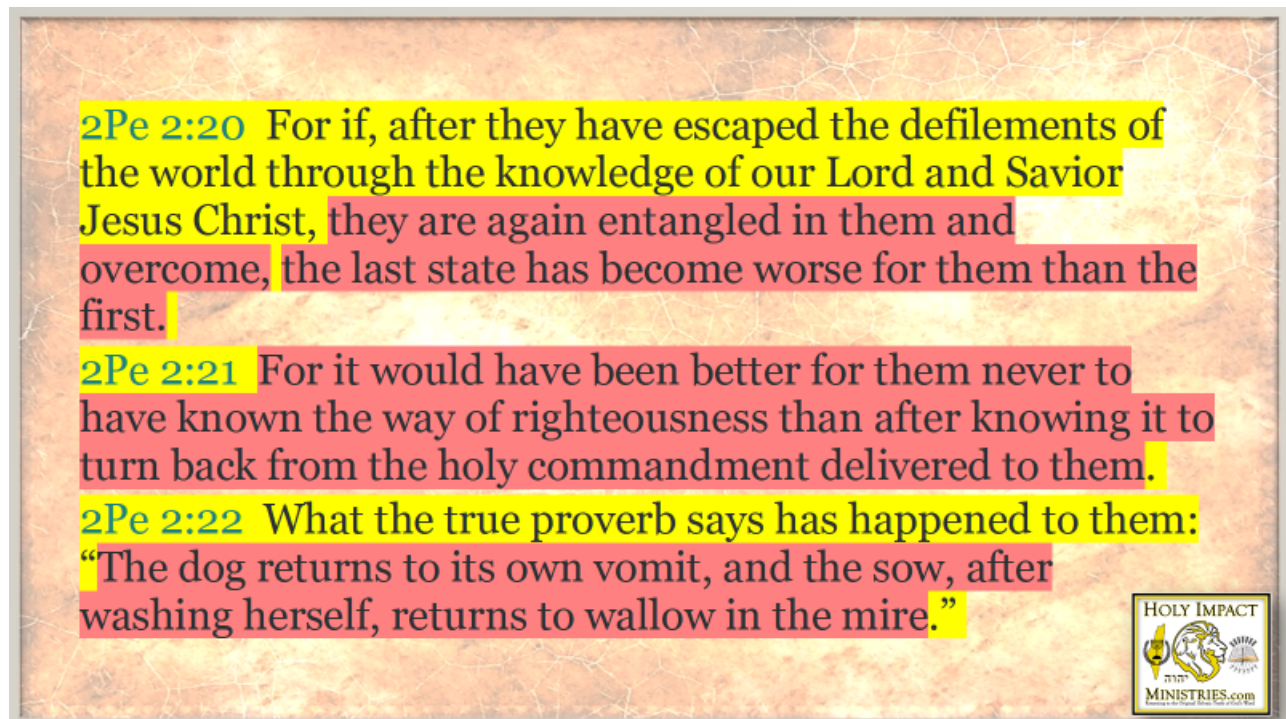 2Pe 2:20 For if, after they have escaped the defilements of
the world through the knowledge of our Lord and Savior
Jesus Christ, they are again entangled in them and
overcome, the last state has become worse for them than the
first.
2Pe 2:21 For it would have been better for them never to
have known the way of righteousness than after knowing it to
turn back from the holy commandment delivered to them.
2Pe 2:22 What the true proverb says has happened to them:
“The dog returns to its own vomit, and the sow, after
washing herself, returns to wallow in the mire.”
HOLY IMPACT
יהוה
MINISTRIES.com